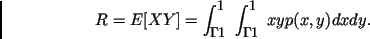 R = E[XY] = ∫_{Γ1}^{1} ∫_{Γ1}^{1} xyp(x, y)dxdy.